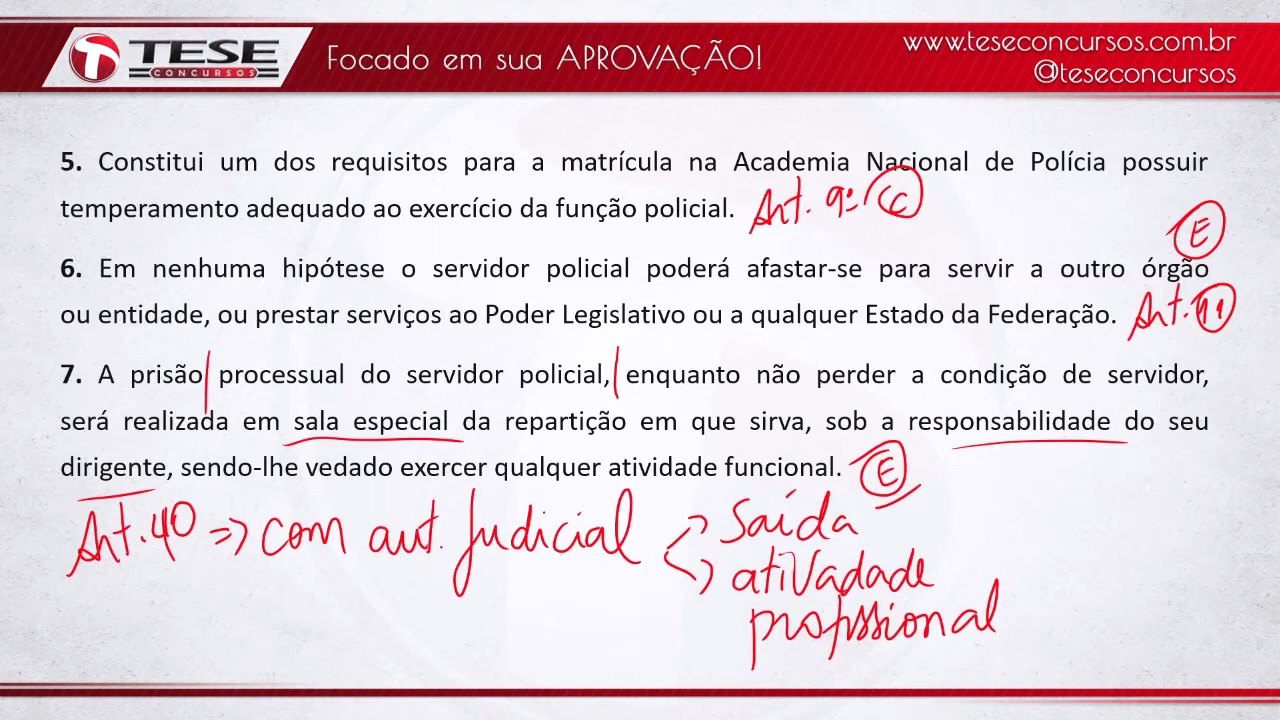 TESE
CONCURSOS
Focado em sua APROVAÇÃO!
www.teseconcursos.com.br
@teseconcursos
5. Constitui um dos requisitos para a matrícula na Academia Nacional de Polícia possuir
temperamento adequado ao exercício da função policial. Art. 9º C
E
6. Em nenhuma hipótese o servidor policial poderá afastar-se para servir a outro órgão
ou entidade, ou prestar serviços ao Poder Legislativo ou a qualquer Estado da Federação. Art. 11
7. A prisão processual do servidor policial, enquanto não perder a condição de servidor,
será realizada em sala especial da repartição em que sirva, sob a responsabilidade do seu
dirigente, sendo-lhe vedado exercer qualquer atividade funcional. E
Art. 40 => com aut. Judicial -> Saída
-> atiVadade
profissional